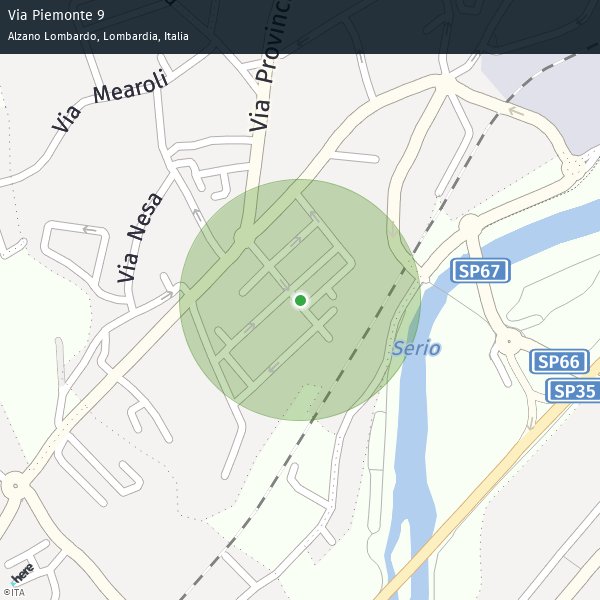 Via Piemonte 9
Alzano Lombardo, Lombardia, Italia
Via Provinc
Via Mearoli
Via Nesa
SP67
Serio
SP66
SP35
here
©ITA